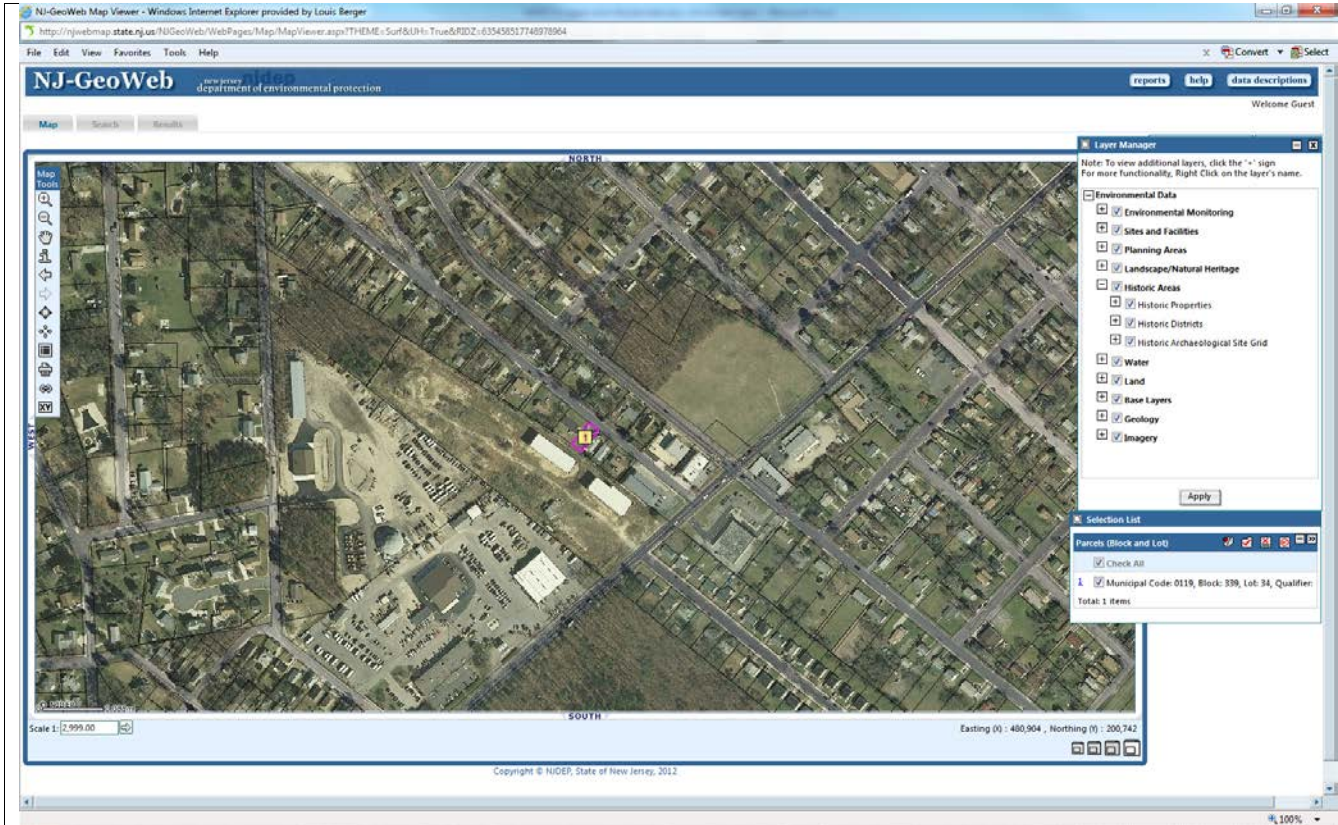 NJ-GeoWeb Map Viewer - Windows Internet Explorer provided by Louis Berger
http://njwebmap.state.nj.us/NJGeoWeb/WebPages/Map/MapViewer.aspx?THEME=Surf&UH=True&RIDZ=635458517748978964
File Edit View Favorites Tools Help
x Convert Select
NJ-GeoWeb new jersey njdep department of environmental protection
reports help data descriptions
Welcome Guest
Map Search Results
NORTH
Map Tools
XY
WEST
1
Layer Manager
Note: To view additional layers, click the '+' sign
For more functionality, Right Click on the layer's name.
Environmental Data
Environmental Monitoring
Sites and Facilities
Planning Areas
Landscape/Natural Heritage
Historic Areas
Historic Properties
Historic Districts
Historic Archaeological Site Grid
Water
Land
Base Layers
Geology
Imagery
Apply
Selection List
Parcels (Block and Lot)
Check All
1 Municipal Code: 0119, Block: 339, Lot: 34, Qualifier:
Total: 1 items
SOUTH
Scale 1: 2,999.00
Easting (X) : 480,904 , Northing (Y) : 200,742
Copyright © NJDEP, State of New Jersey, 2012
100%